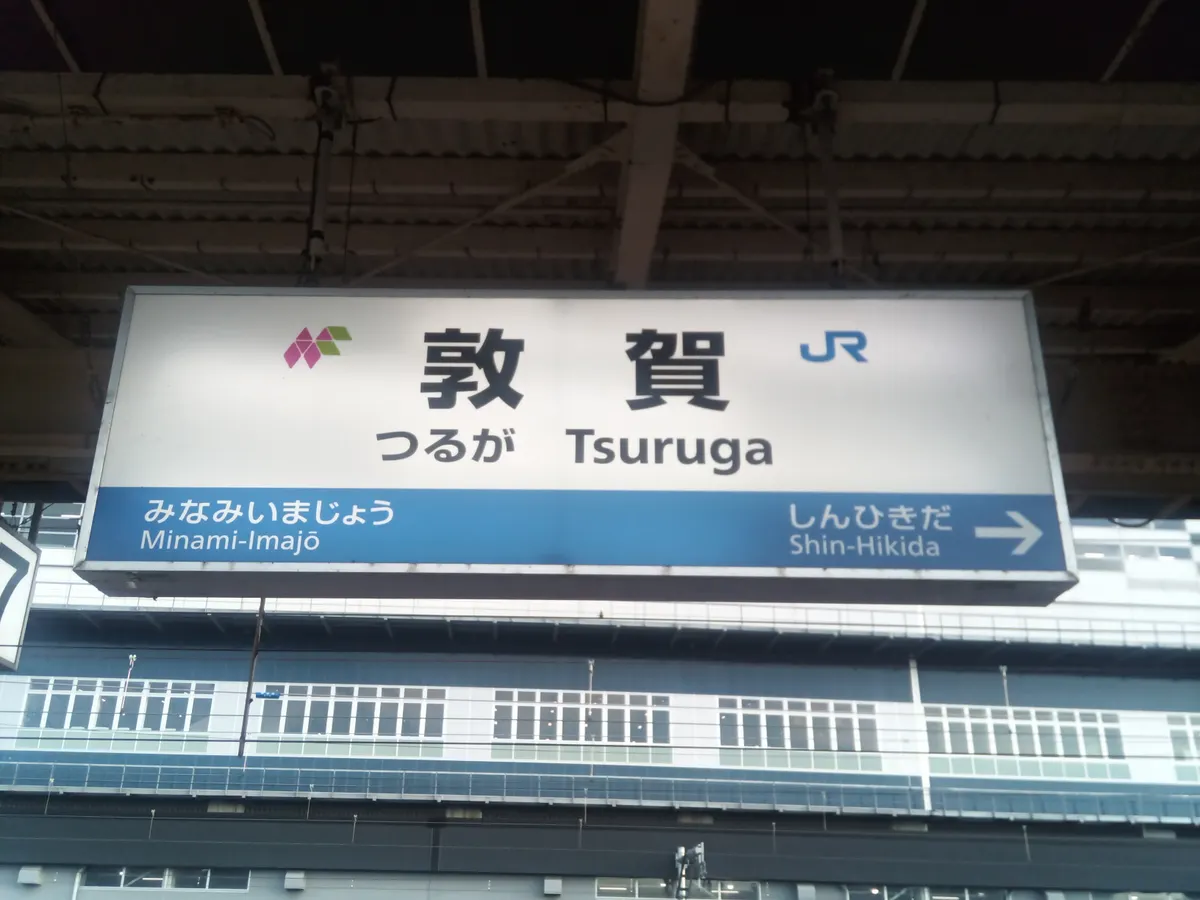 敦賀
JR
つるが Tsuruga
みなみいまじょう
Minami-Imajō
しんひきだ
Shin-Hikida
→
7